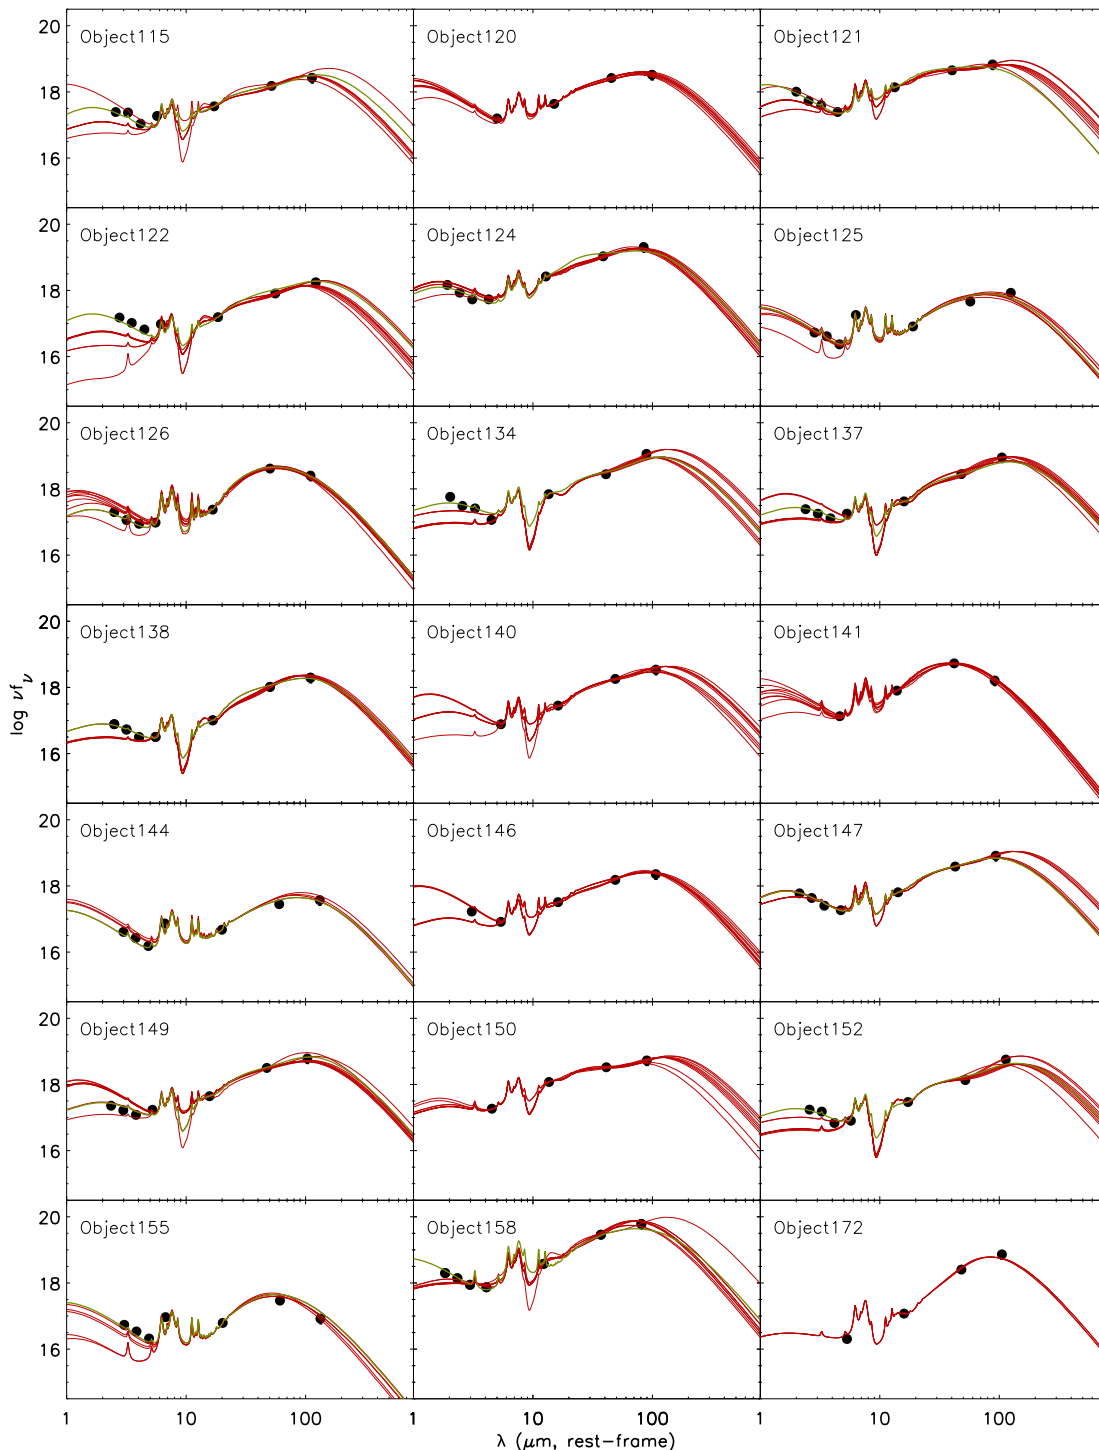 20
18
16
Object115
Object120
Object121
20
18
16
Object122
Object124
Object125
20
18
16
Object126
Object134
Object137
20
18
16
log νfν
Object138
Object140
Object141
20
18
16
Object144
Object146
Object147
20
18
16
Object149
Object150
Object152
20
18
16
Object155
Object158
Object172
1 10 100 1 10 100 1 10 100
λ (μm, rest-frame)